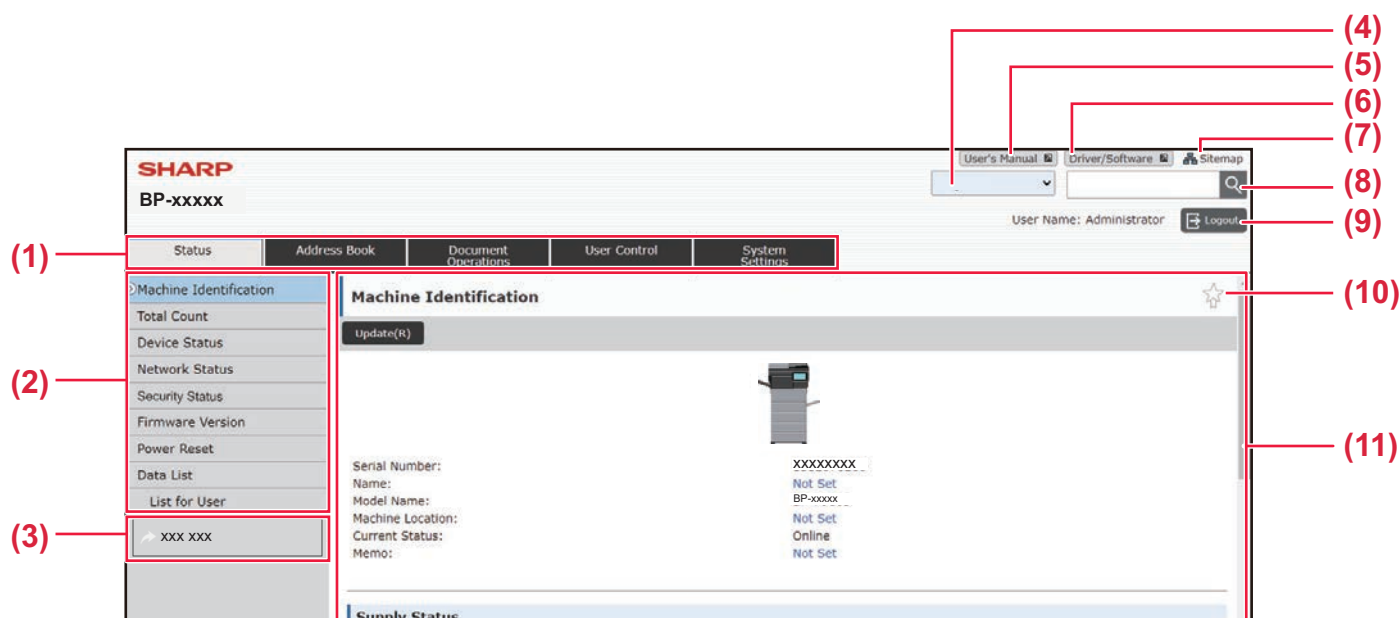 (4)
(5)
(6)
(7)
User's Manual Driver/Software Sitemap
SHARP
(8)
BP-xxxxx
User Name: Administrator Logout
(9)
(1)
Status Address Book Document Operations User Control System Settings
Machine Identification
Total Count
Device Status
Network Status
Security Status
Firmware Version
Power Reset
Data List
List for User
(2)
(3)
xxx xxx
Machine Identification
(10)
Update(R)
(11)
Serial Number: XXXXXXXX
Name: Not Set
Model Name: BP-xxxxx
Machine Location: Not Set
Current Status: Online
Memo: Not Set
Supply Status